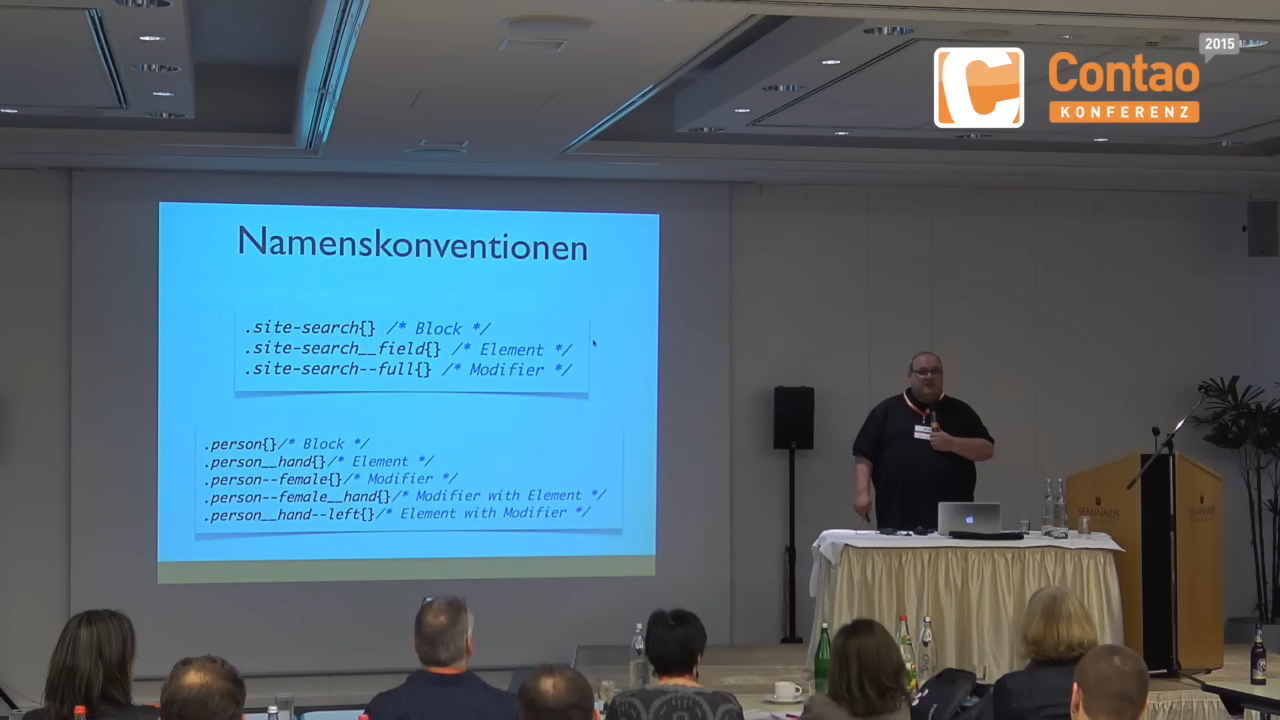 2015
Contao
KONFERENZ
Namenskonventionen
.site-search{} /* Block */
.site-search__field{} /* Element */
.site-search--full{} /* Modifier */
.person{}/* Block */
.person__hand{}/* Element */
.person--female{}/* Modifier */
.person--female__hand{}/* Modifier with Element */
.person__hand--left{}/* Element with Modifier */
SEMINARIS